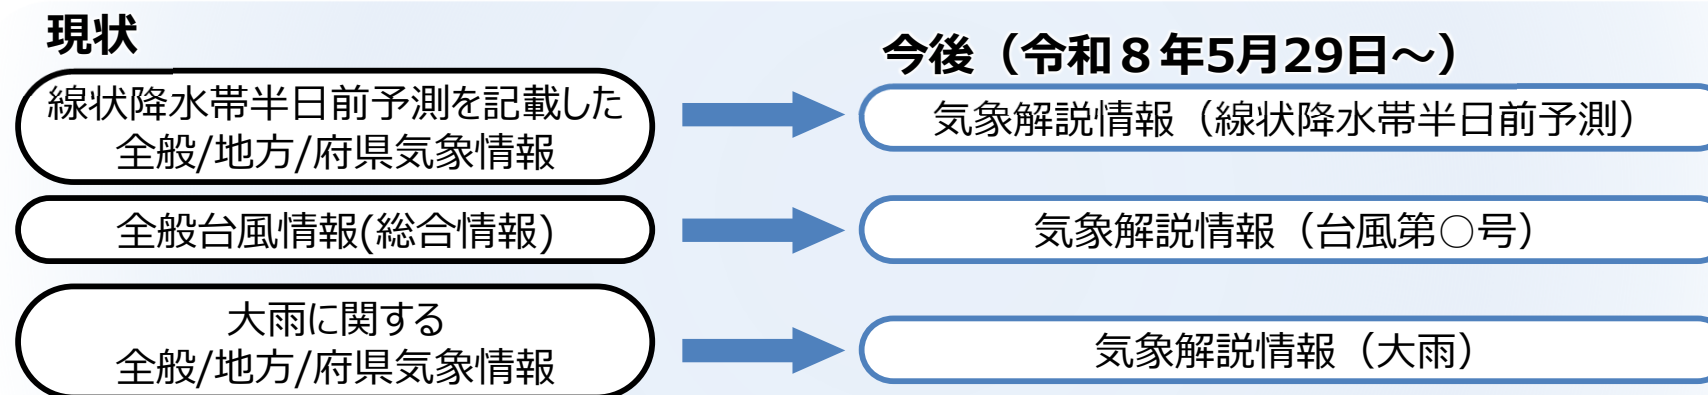 現状
今後（令和８年5月29日～）
線状降水帯半日前予測を記載した
全般/地方/府県気象情報
気象解説情報（線状降水帯半日前予測）
全般台風情報(総合情報)
気象解説情報（台風第○号）
大雨に関する
全般/地方/府県気象情報
気象解説情報（大雨）